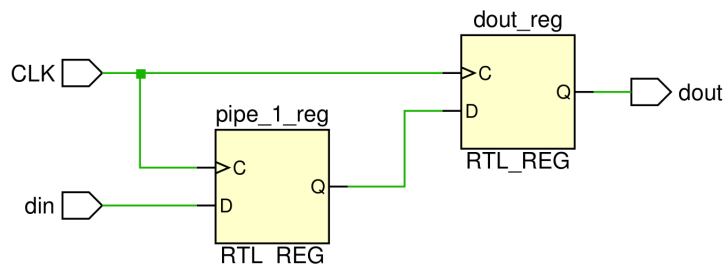 dout_reg
CLK
C
Q
dout
D
RTL_REG
pipe_1_reg
C
Q
din
D
RTL_REG